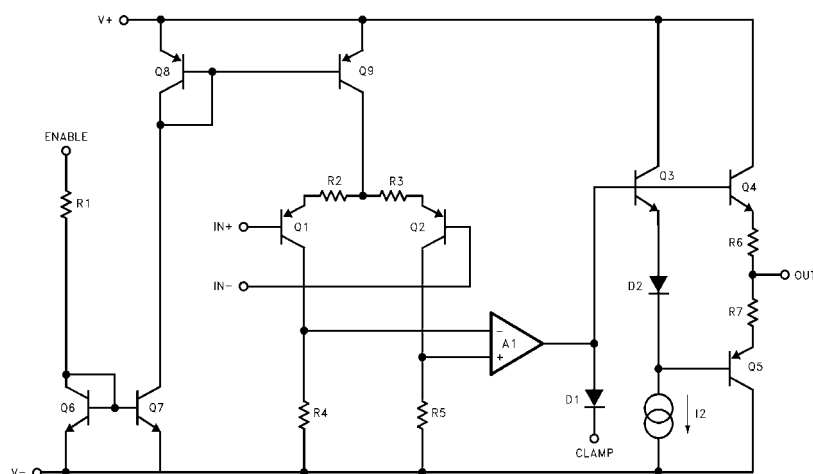 V+
Q8
Q9
ENABLE
R1
R2
R3
Q3
Q4
IN+
Q1
Q2
R6
IN-
D2
OUT
R7
A1
-
+
Q5
Q6
Q7
R4
R5
D1
I2
CLAMP
V-